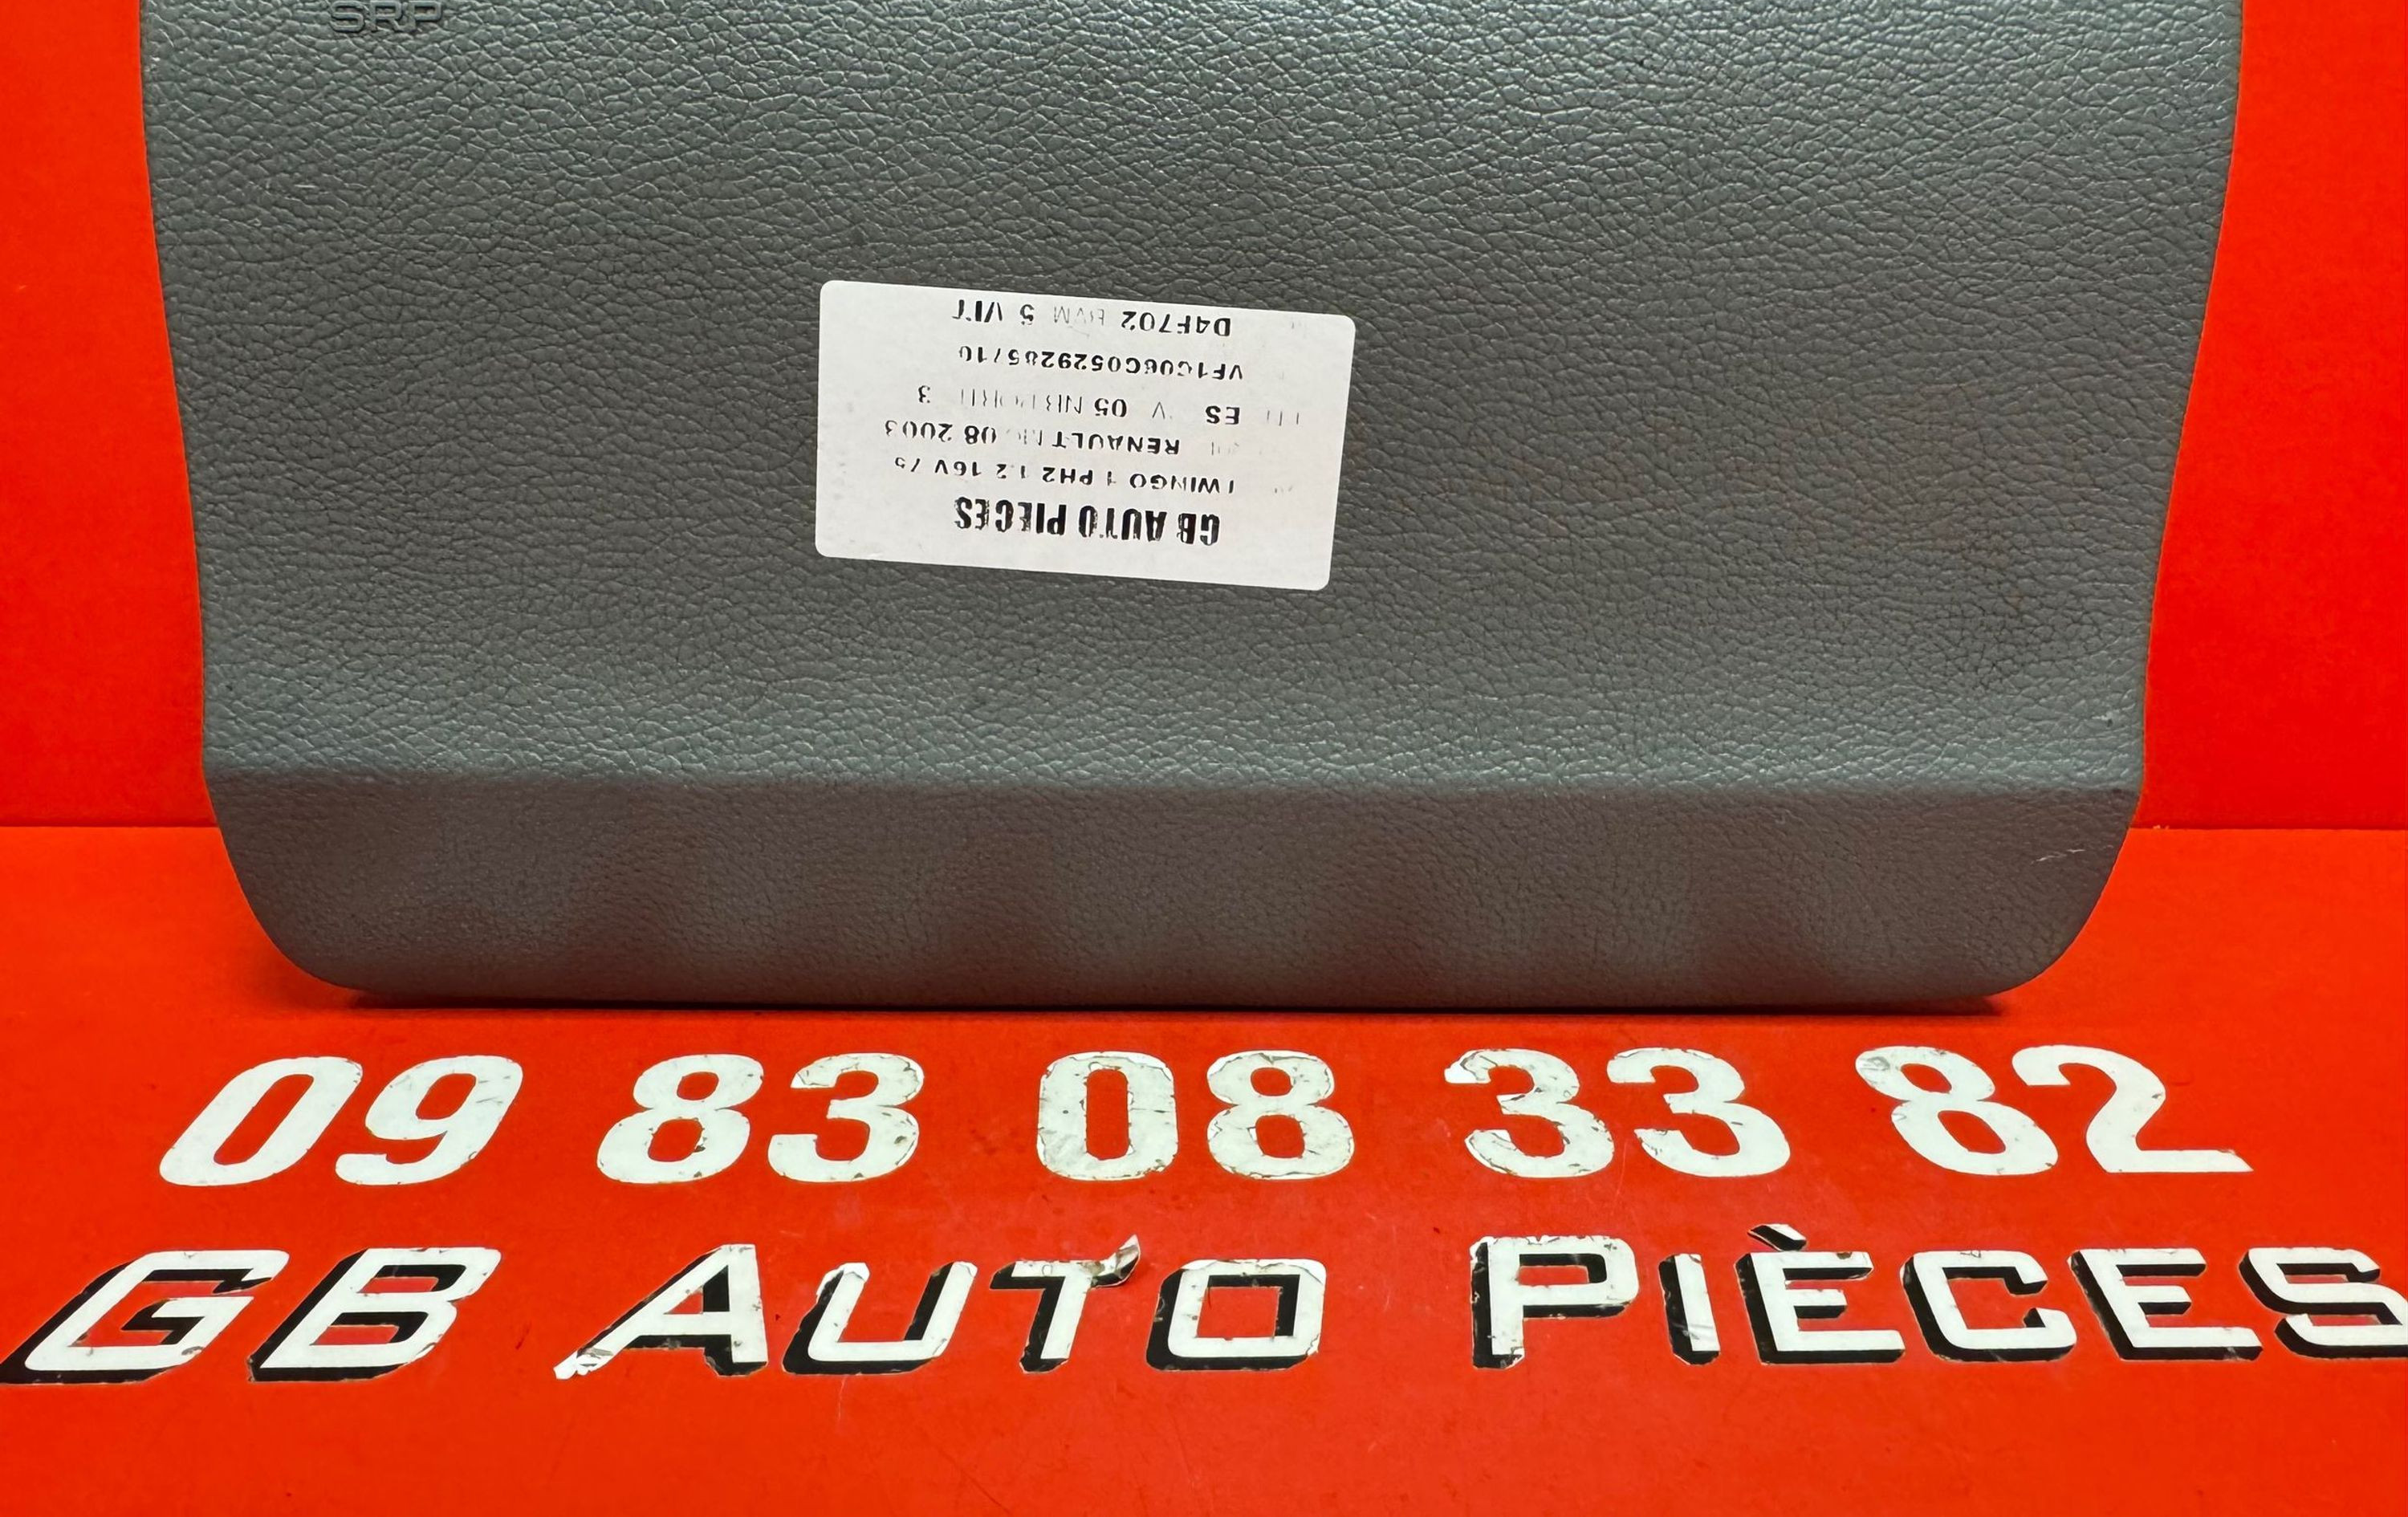 SRP
GB AUTO PIECES
TWINGO 1 PH2 1.2 16V 75
RENAULT 08 2003
ES V 05 3
D4F702 BVM 5 VIT
09 83 08 33 82
GB AUTO PIÈCES